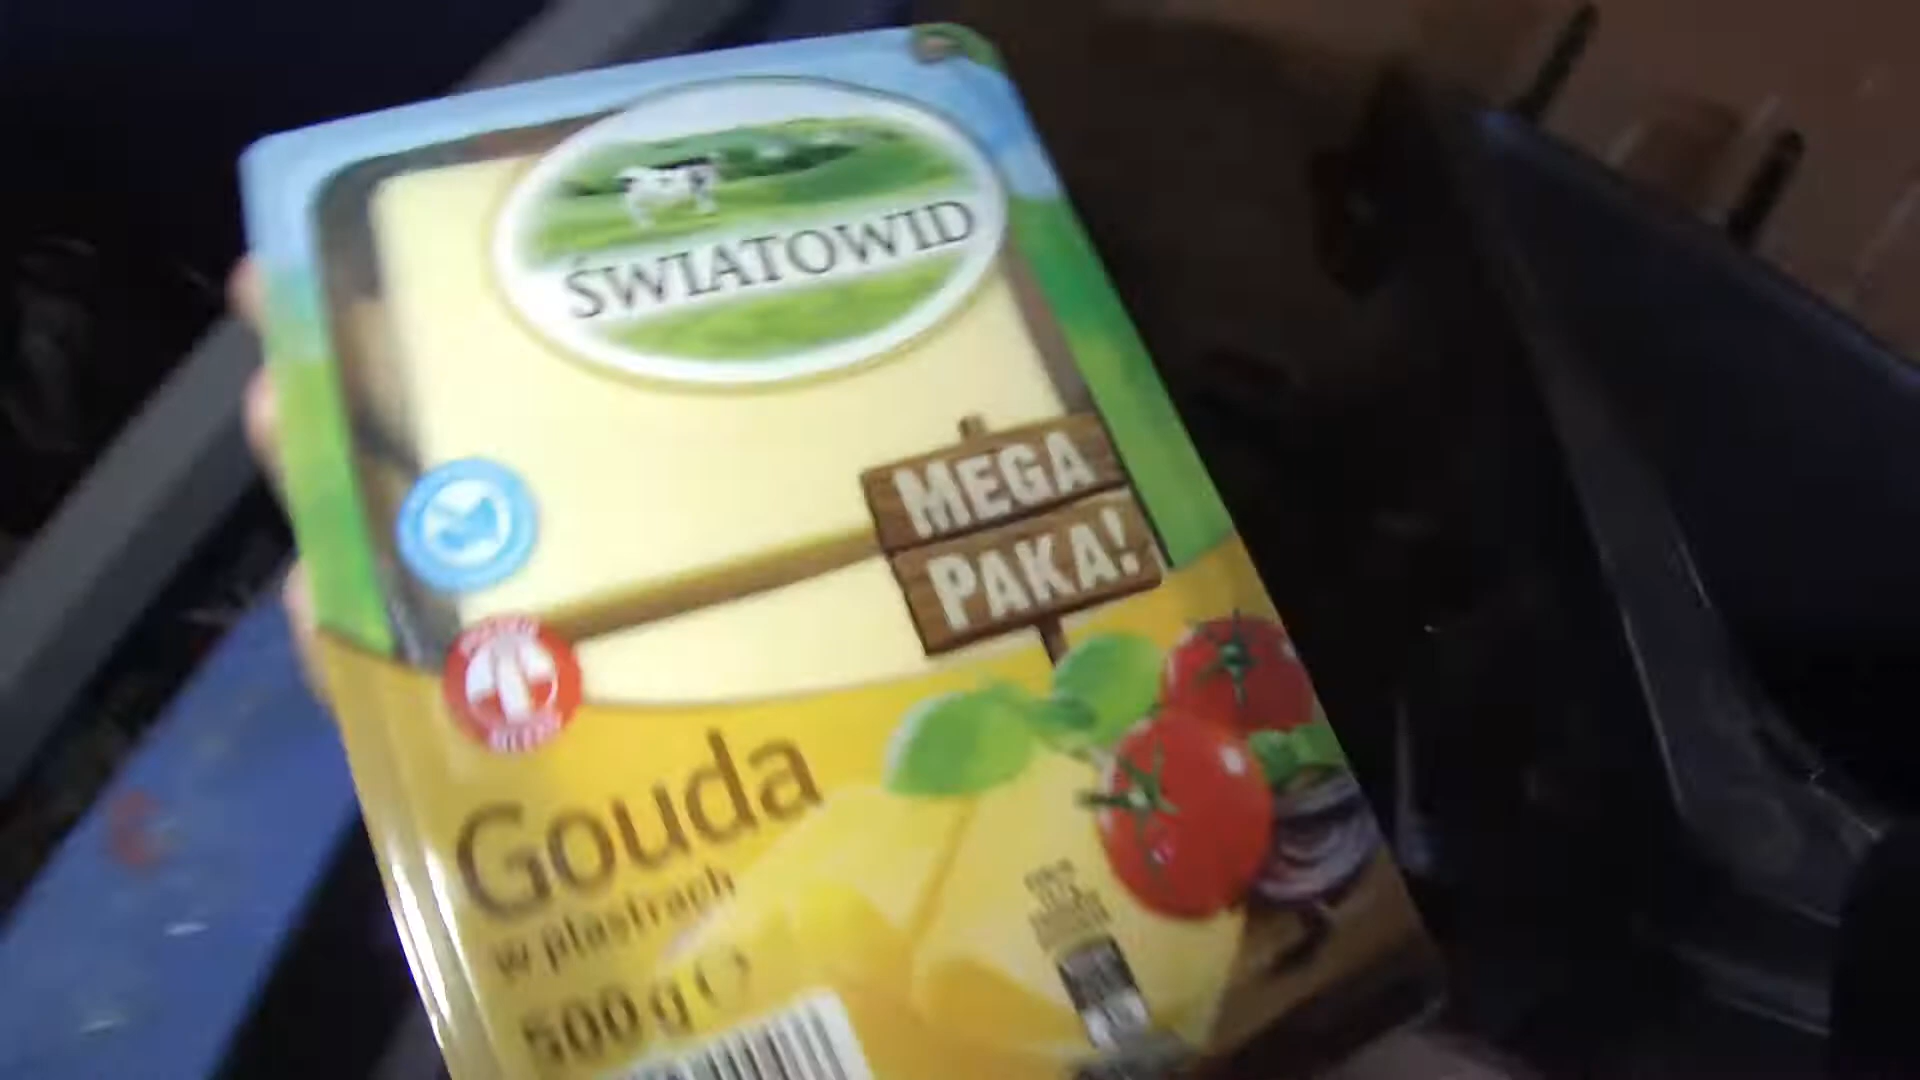 ŚWIATOWID
MEGA
PAKA!
Gouda
w plastrach
500 g e